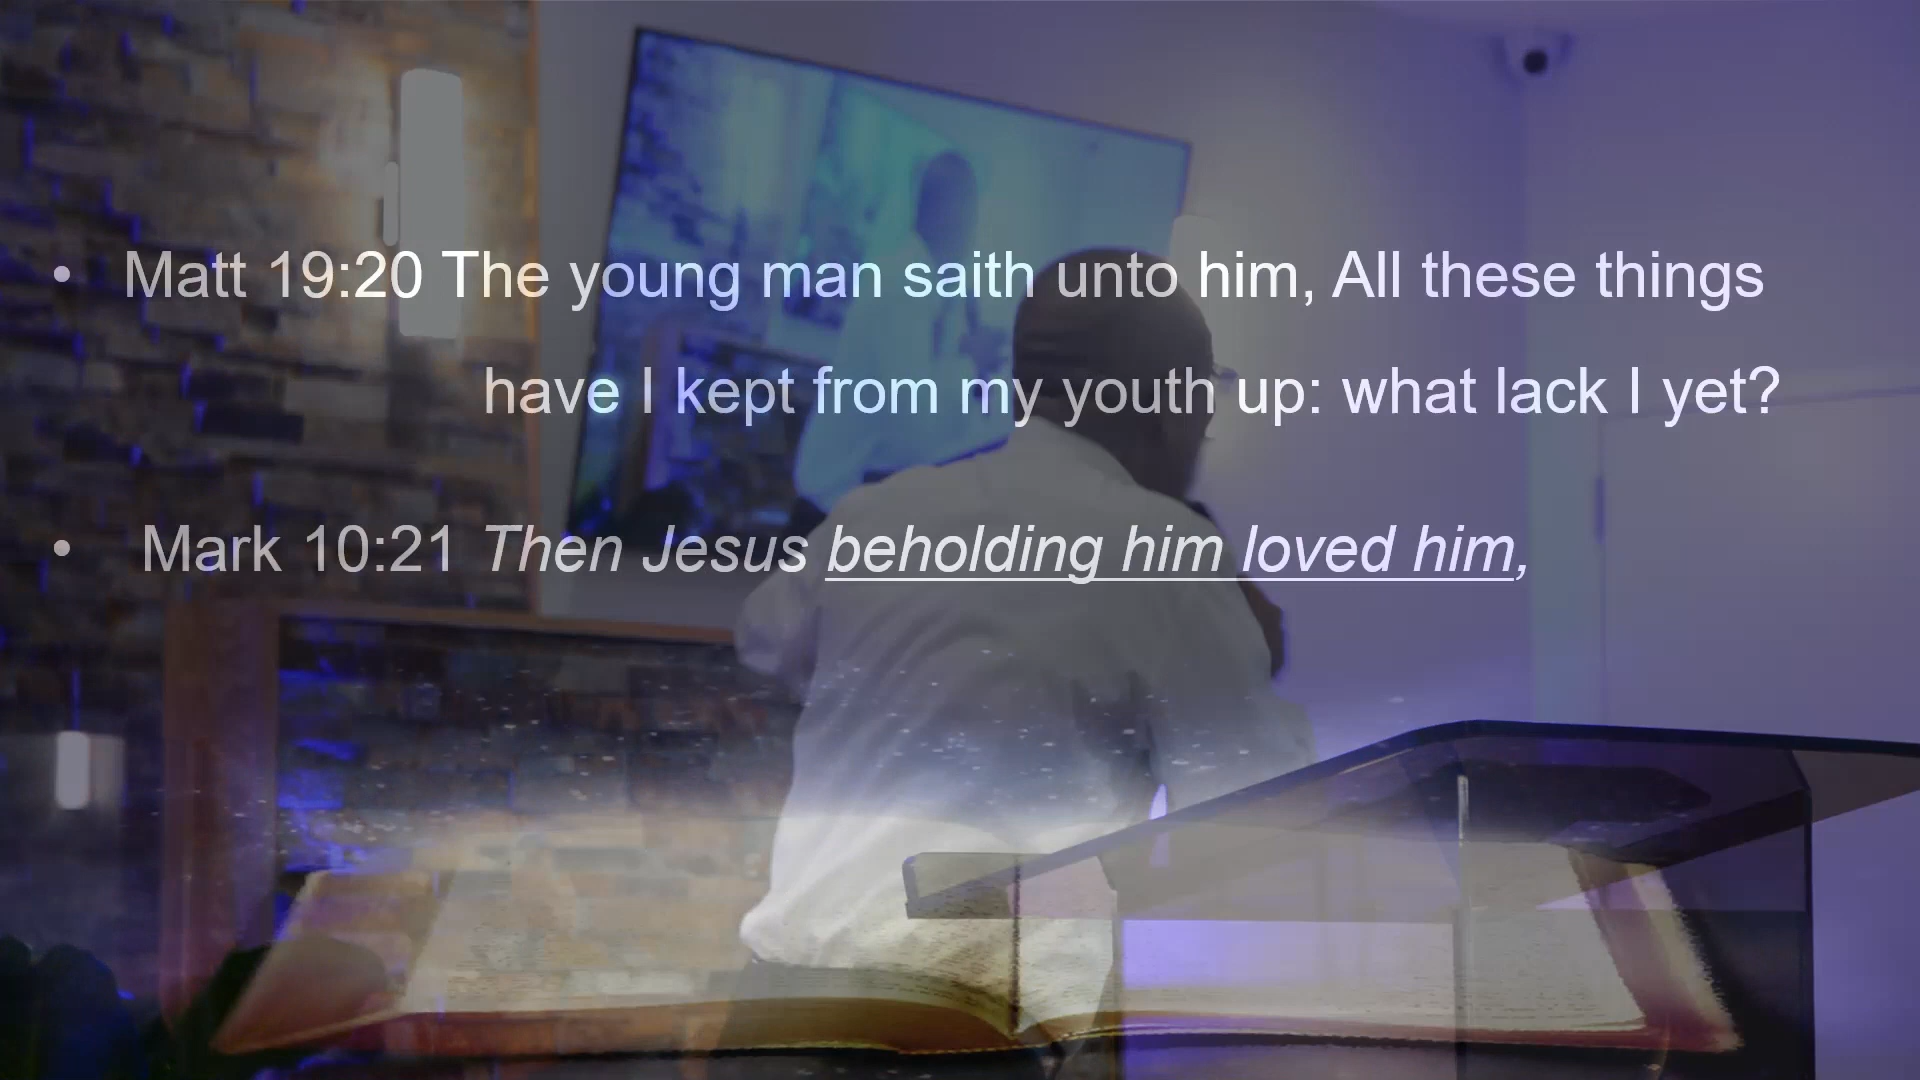 • Matt 19:20 The young man saith unto him, All these things
have I kept from my youth up: what lack I yet?
• Mark 10:21 Then Jesus beholding him loved him,